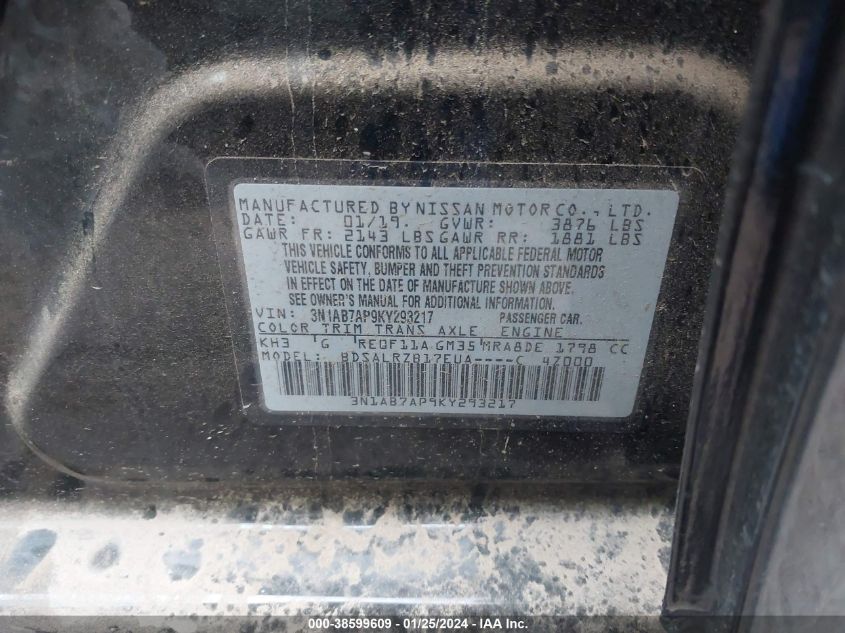 MANUFACTURED BY NISSAN MOTOR CO., LTD.
DATE: 01/19. GVWR: 3876 LBS
GAWR FR: 2143 LBS GAWR RR: 1881 LBS
THIS VEHICLE CONFORMS TO ALL APPLICABLE FEDERAL MOTOR
VEHICLE SAFETY, BUMPER AND THEFT PREVENTION STANDARDS
IN EFFECT ON THE DATE OF MANUFACTURE SHOWN ABOVE.
SEE OWNER'S MANUAL FOR ADDITIONAL INFORMATION
VIN: 3N1AB7AP9KY293217 PASSENGER CAR.
COLOR TRIM TRANS AXLE ENGINE
KH3 G RE0F11A GM35 MRA8DE 1798 CC
MODEL: BDSALRZB17EUA----C 4Z000
3N1AB7AP9KY293217
000-38599609 - 01/25/2024 - IAAI Inc.